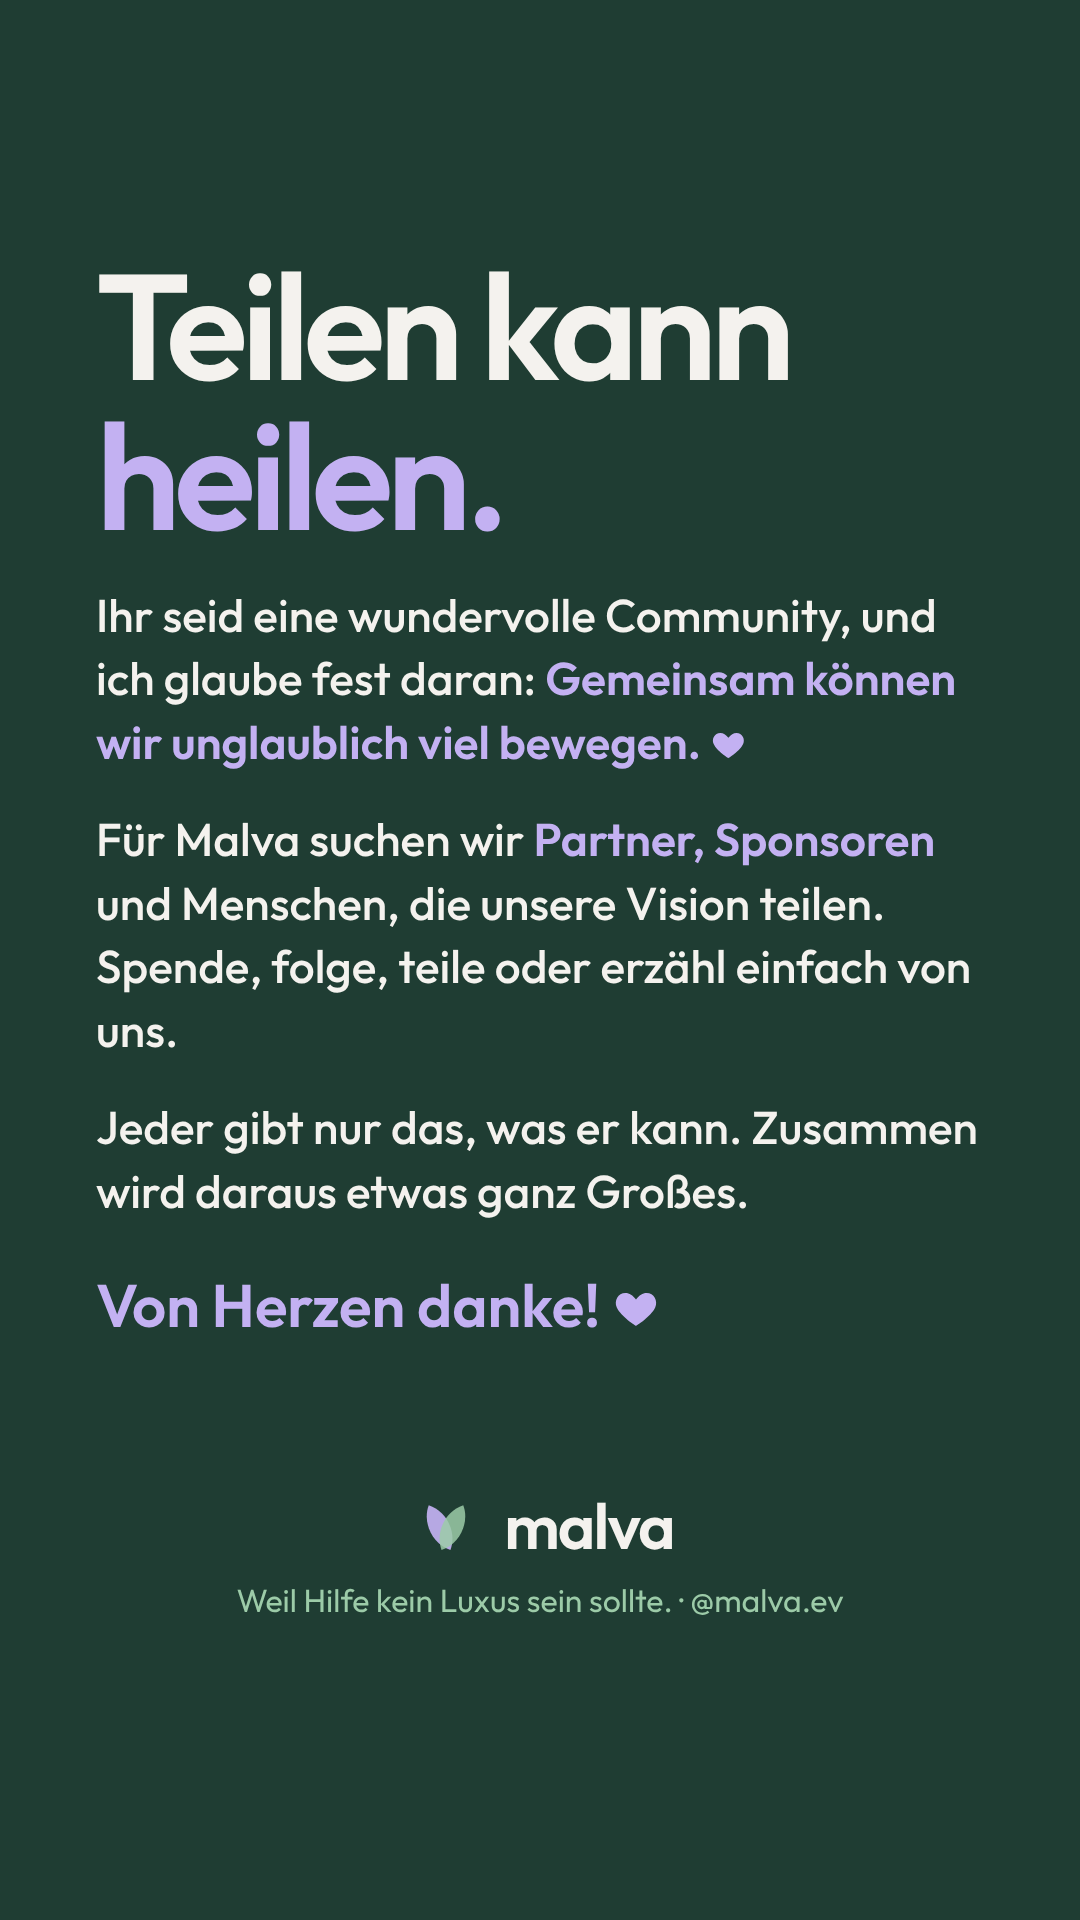 Teilen kann
heilen.
Ihr seid eine wundervolle Community, und
ich glaube fest daran: Gemeinsam können
wir unglaublich viel bewegen. 💜
Für Malva suchen wir Partner, Sponsoren
und Menschen, die unsere Vision teilen.
Spende, folge, teile oder erzähl einfach von
uns.
Jeder gibt nur das, was er kann. Zusammen
wird daraus etwas ganz Großes.
Von Herzen danke! 💜
malva
Weil Hilfe kein Luxus sein sollte. · @malva.ev